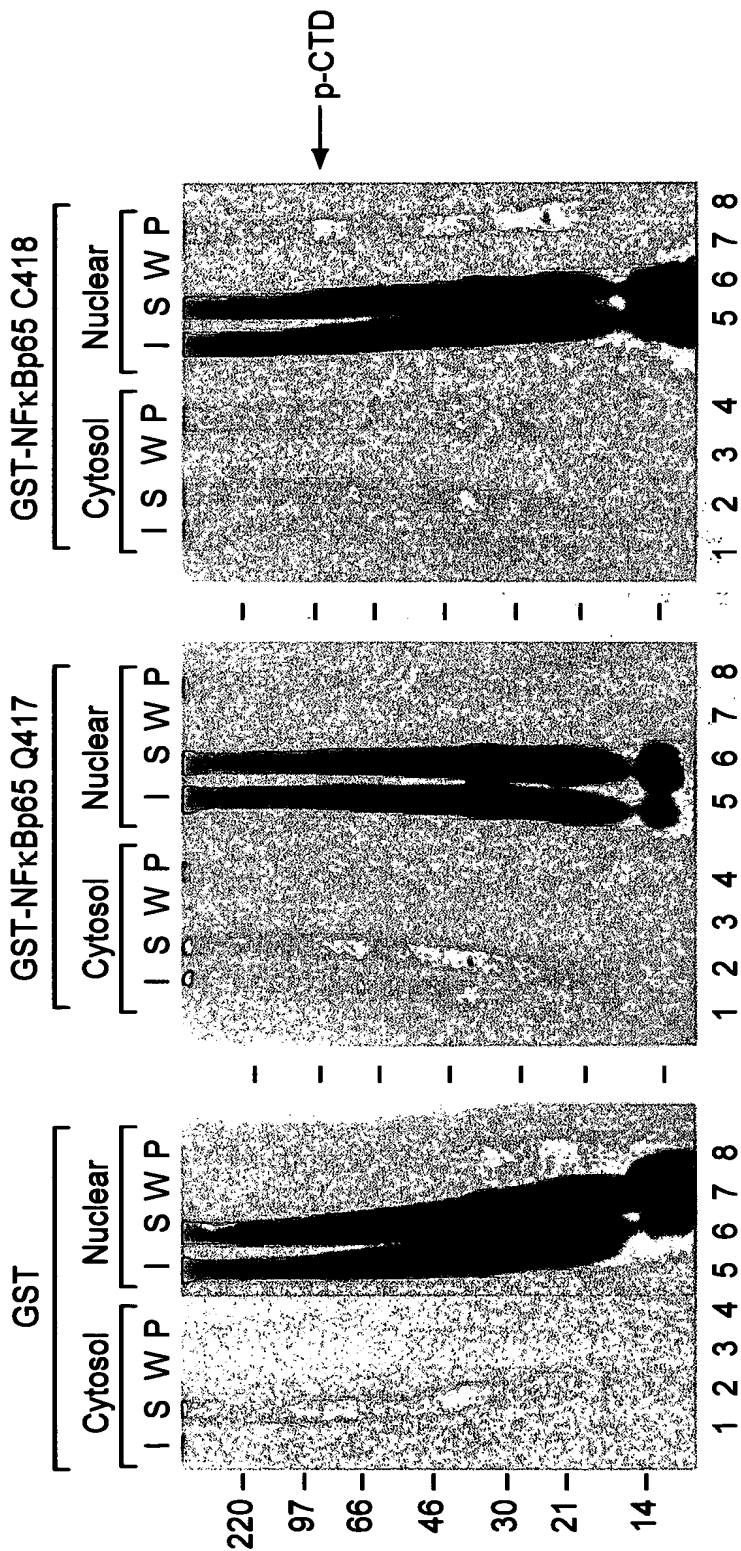 GST
Cytosol Nuclear
I S W P I S W P
220
97
66
46
30
21
14
1 2 3 4 5 6 7 8
GST-NFκBp65 Q417
Cytosol Nuclear
I S W P I S W P
1 2 3 4 5 6 7 8
GST-NFκBp65 C418
Cytosol Nuclear
I S W P I S W P
p-CTD
1 2 3 4 5 6 7 8